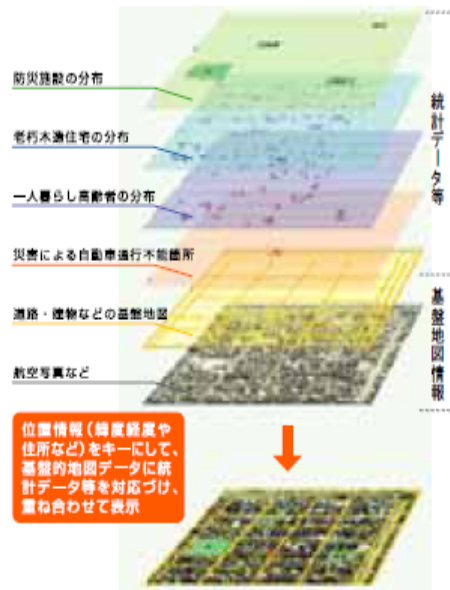 防災施設の分布
老朽木造住宅の分布
一人暮らし高齢者の分布
災害による自動車通行不能箇所
道路・建物などの基盤地図
航空写真など
統計データ等
基盤地図情報
位置情報(緯度経度や
住所など)をキーにして、
基盤的地図データに統
計データ等を対応づけ、
重ね合わせて表示